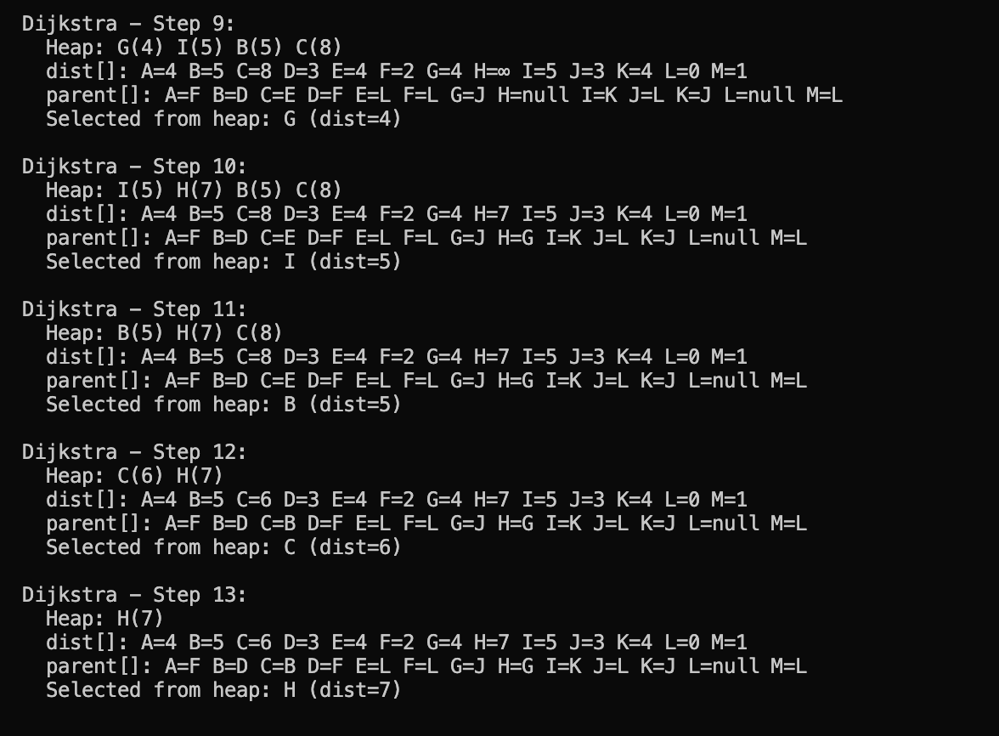 Dijkstra – Step 9:
Heap: G(4) I(5) B(5) C(8)
dist[]: A=4 B=5 C=8 D=3 E=4 F=2 G=4 H=∞ I=5 J=3 K=4 L=0 M=1
parent[]: A=F B=D C=E D=F E=L F=L G=J H=null I=K J=L K=J L=null M=L
Selected from heap: G (dist=4)
Dijkstra – Step 10:
Heap: I(5) H(7) B(5) C(8)
dist[]: A=4 B=5 C=8 D=3 E=4 F=2 G=4 H=7 I=5 J=3 K=4 L=0 M=1
parent[]: A=F B=D C=E D=F E=L F=L G=J H=G I=K J=L K=J L=null M=L
Selected from heap: I (dist=5)
Dijkstra – Step 11:
Heap: B(5) H(7) C(8)
dist[]: A=4 B=5 C=8 D=3 E=4 F=2 G=4 H=7 I=5 J=3 K=4 L=0 M=1
parent[]: A=F B=D C=E D=F E=L F=L G=J H=G I=K J=L K=J L=null M=L
Selected from heap: B (dist=5)
Dijkstra – Step 12:
Heap: C(6) H(7)
dist[]: A=4 B=5 C=6 D=3 E=4 F=2 G=4 H=7 I=5 J=3 K=4 L=0 M=1
parent[]: A=F B=D C=B D=F E=L F=L G=J H=G I=K J=L K=J L=null M=L
Selected from heap: C (dist=6)
Dijkstra – Step 13:
Heap: H(7)
dist[]: A=4 B=5 C=6 D=3 E=4 F=2 G=4 H=7 I=5 J=3 K=4 L=0 M=1
parent[]: A=F B=D C=B D=F E=L F=L G=J H=G I=K J=L K=J L=null M=L
Selected from heap: H (dist=7)